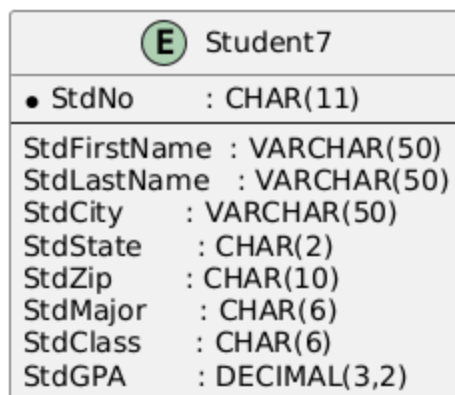 E Student7
• StdNo : CHAR(11)
StdFirstName : VARCHAR(50)
StdLastName : VARCHAR(50)
StdCity : VARCHAR(50)
StdState : CHAR(2)
StdZip : CHAR(10)
StdMajor : CHAR(6)
StdClass : CHAR(6)
StdGPA : DECIMAL(3,2)